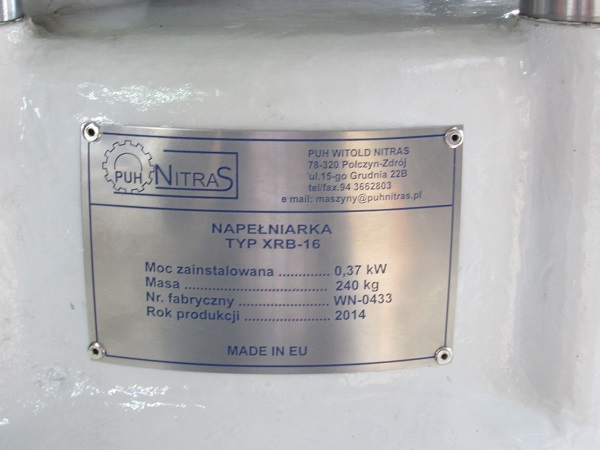 PUH NITRAS
PUH WITOLD NITRAS
78-320 Połczyn-Zdrój
ul.15-go Grudnia 22B
tel/fax.94 3662803
e mail: maszyny@puhnitras.pl
NAPEŁNIARKA
TYP XRB-16
Moc zainstalowana ............. 0,37 kW
Masa ........................................ 240 kg
Nr. fabryczny ....................... WN-0433
Rok produkcji ...................... 2014
MADE IN EU